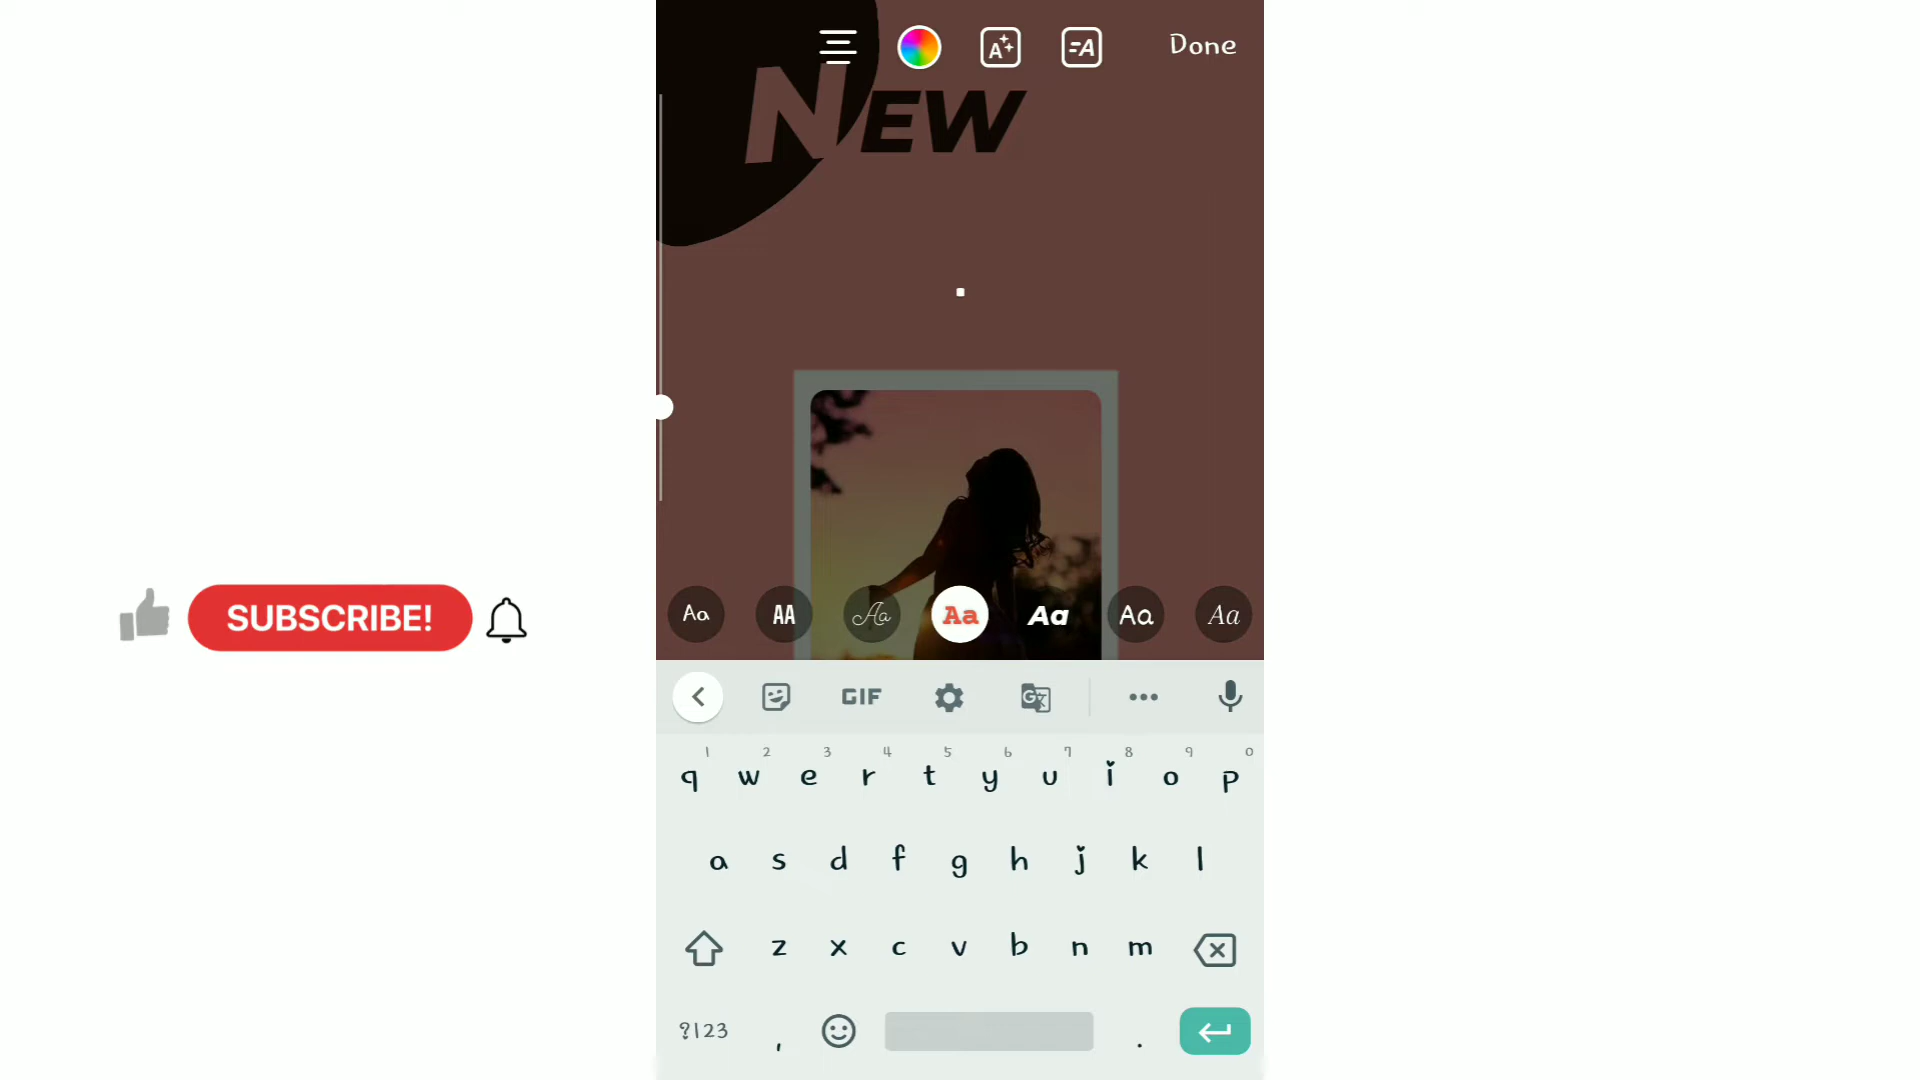 Done
NEW
.
Aa AA Aa Aa Aa Aa Aa
SUBSCRIBE!
GIF
1 2 3 4 5 6 7 8 9 0
q w e r t y u i o p
a s d f g h j k l
z x c v b n m
?123 , .